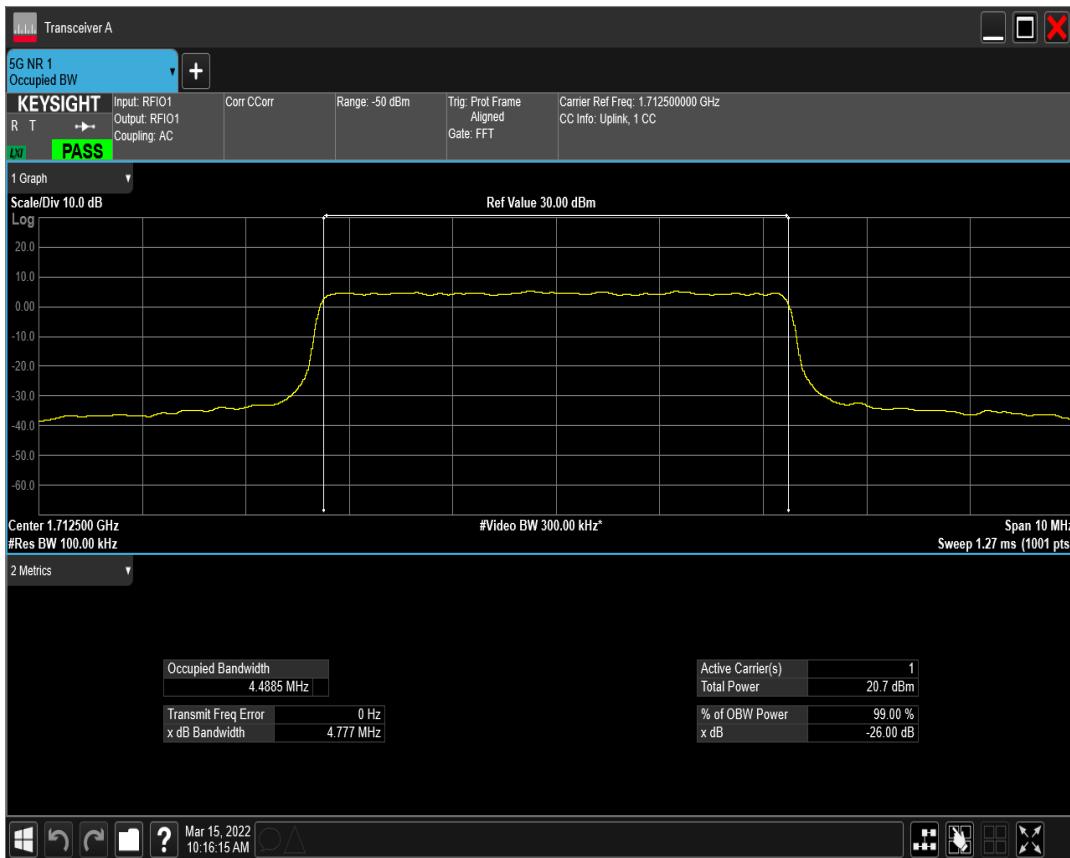 Transceiver A
5G NR 1
Occupied BW
+
KEYSIGHT
R T
LXI
PASS
Input: RFIO1
Output: RFIO1
Coupling: AC
Corr CCorr
Range: -50 dBm
Trig: Prot Frame
Aligned
Gate: FFT
Carrier Ref Freq: 1.712500000 GHz
CC Info: Uplink, 1 CC
1 Graph
Scale/Div 10.0 dB
Ref Value 30.00 dBm
Log
20.0
10.0
0.00
-10.0
-20.0
-30.0
-40.0
-50.0
-60.0
Center 1.712500 GHz
#Video BW 300.00 kHz*
Span 10 MHz
#Res BW 100.00 kHz
Sweep 1.27 ms (1001 pts
2 Metrics
Occupied Bandwidth
4.4885 MHz
Transmit Freq Error 0 Hz
x dB Bandwidth 4.777 MHz
Active Carrier(s) 1
Total Power 20.7 dBm
% of OBW Power 99.00 %
x dB -26.00 dB
?
Mar 15, 2022
10:16:15 AM